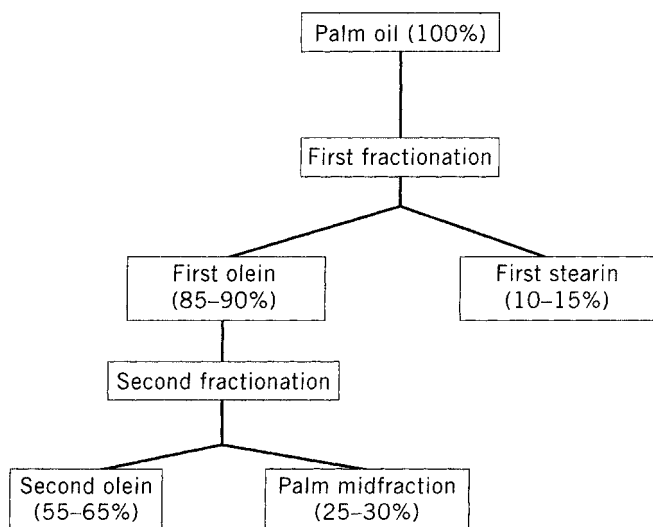 Palm oil (100%)
First fractionation
First olein
(85–90%)
First stearin
(10–15%)
Second fractionation
Second olein
(55–65%)
Palm midfraction
(25–30%)